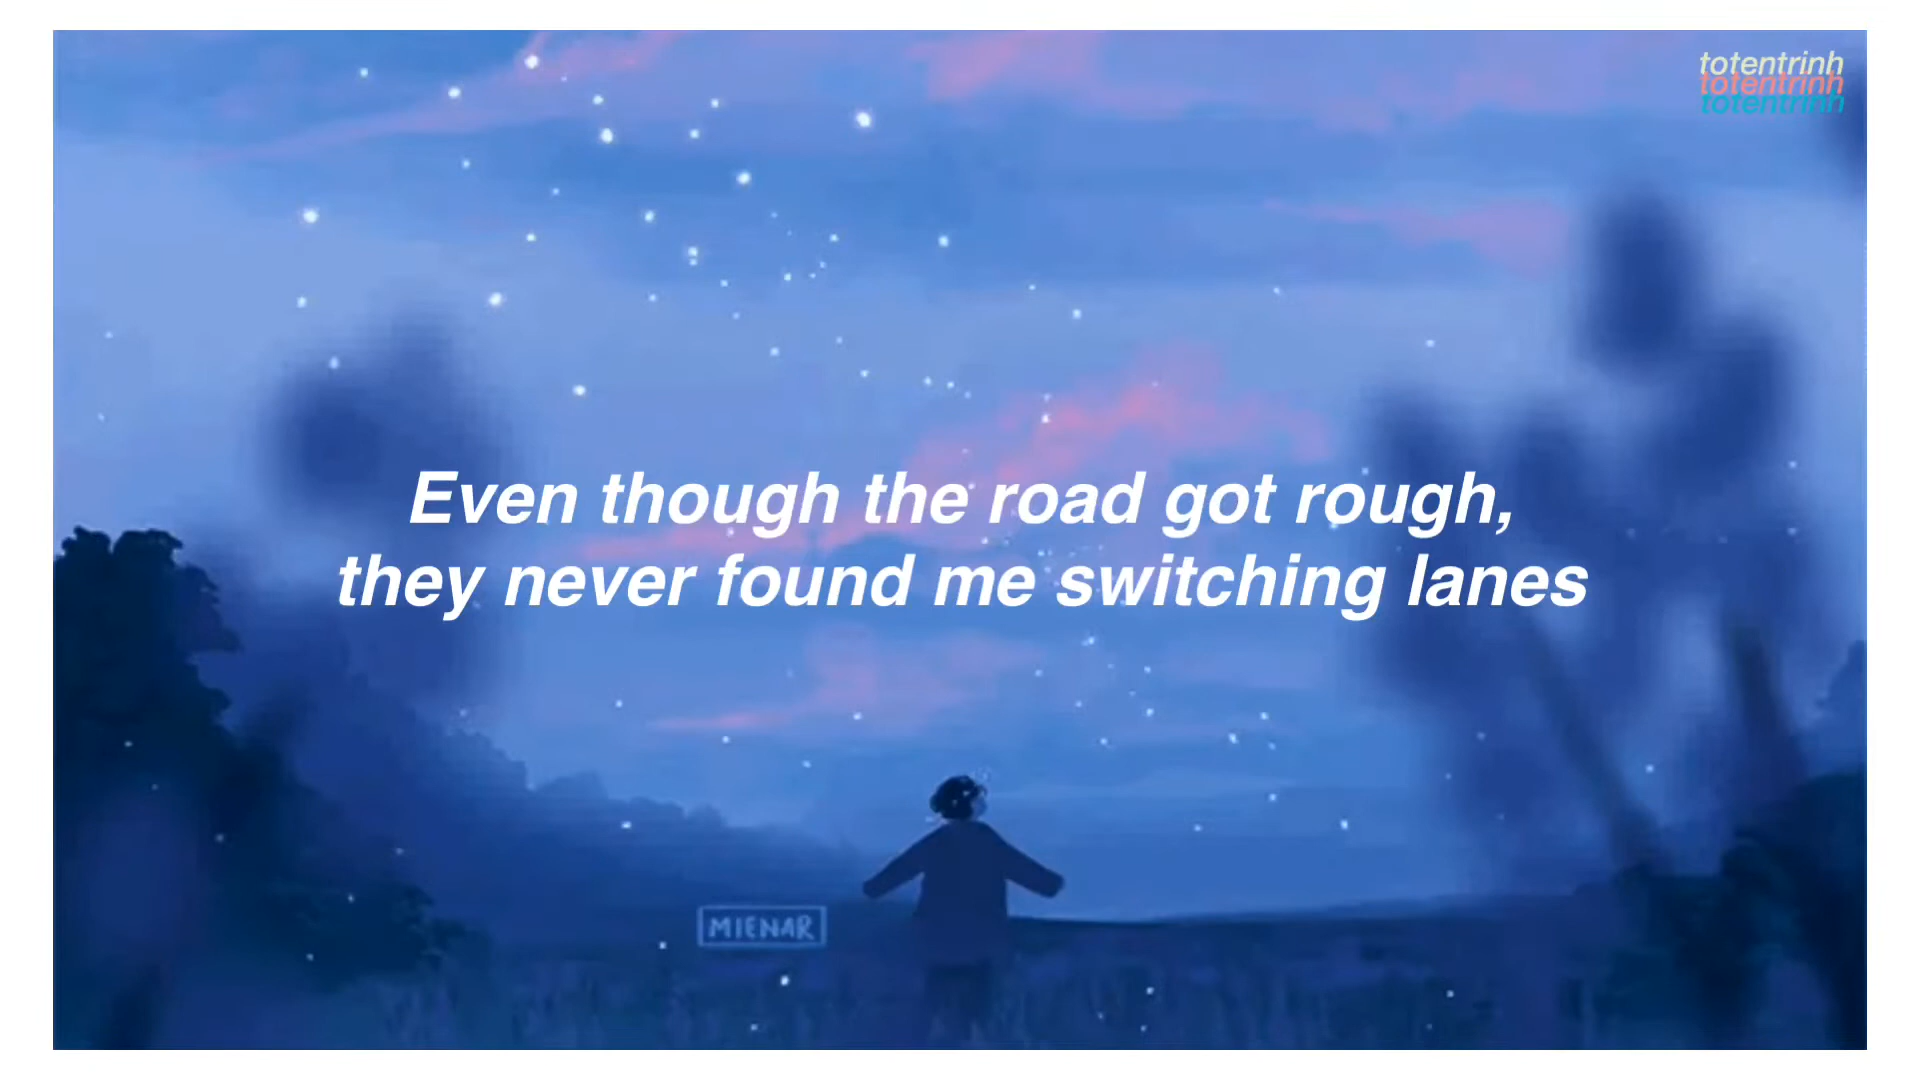 totentrinh
totentrinh
totentrinh
Even though the road got rough,
they never found me switching lanes
MIENAR